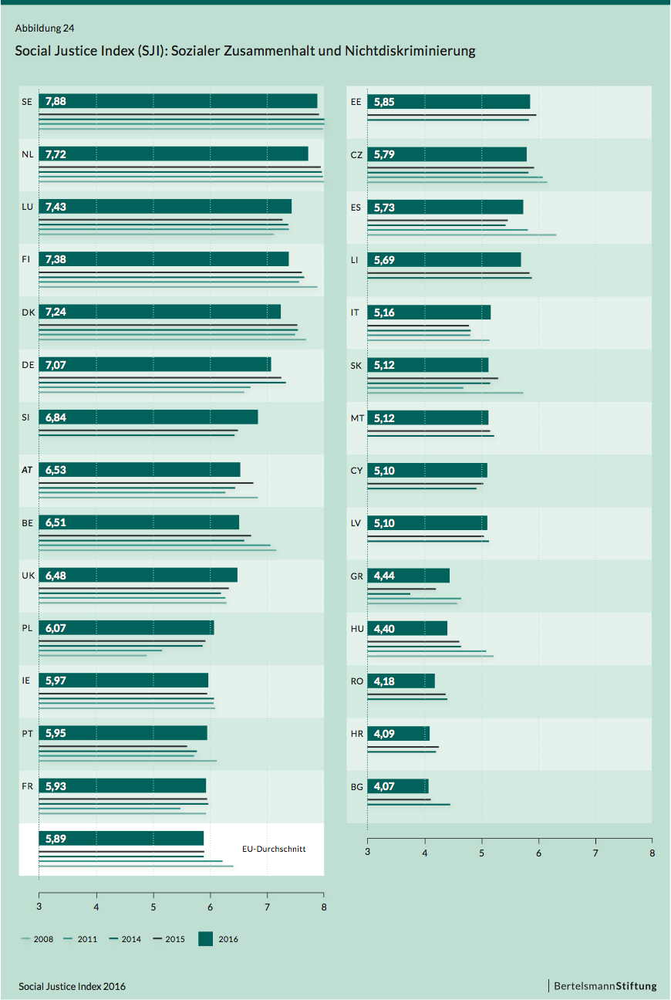 Abbildung 24
Social Justice Index (SJI): Sozialer Zusammenhalt und Nichtdiskriminierung
SE 7,88
NL 7,72
LU 7,43
FI 7,38
DK 7,24
DE 7,07
SI 6,84
AT 6,53
BE 6,51
UK 6,48
PL 6,07
IE 5,97
PT 5,95
FR 5,93
5,89
EU-Durchschnitt
3 4 5 6 7 8
EE 5,85
CZ 5,79
ES 5,73
LI 5,69
IT 5,16
SK 5,12
MT 5,12
CY 5,10
LV 5,10
GR 4,44
HU 4,40
RO 4,18
HR 4,09
BG 4,07
3 4 5 6 7 8
2008 2011 2014 2015 2016
Social Justice Index 2016
BertelsmannStiftung